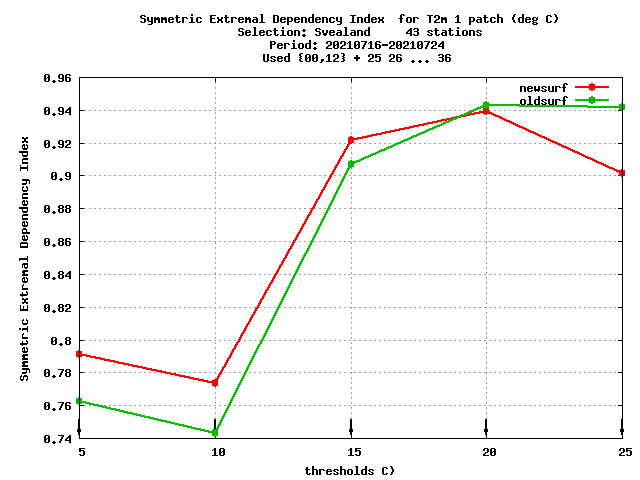 Symmetric Extremal Dependency Index  for T2m 1 patch (deg C)
Selection: Svealand     43 stations
Period: 20210716-20210724
Used {00,12} + 25 26 ... 36
newsurf
oldsurf
Symmetric Extremal Dependency Index
0.96
0.94
0.92
0.9
0.88
0.86
0.84
0.82
0.8
0.78
0.76
0.74
5 10 15 20 25
thresholds C)